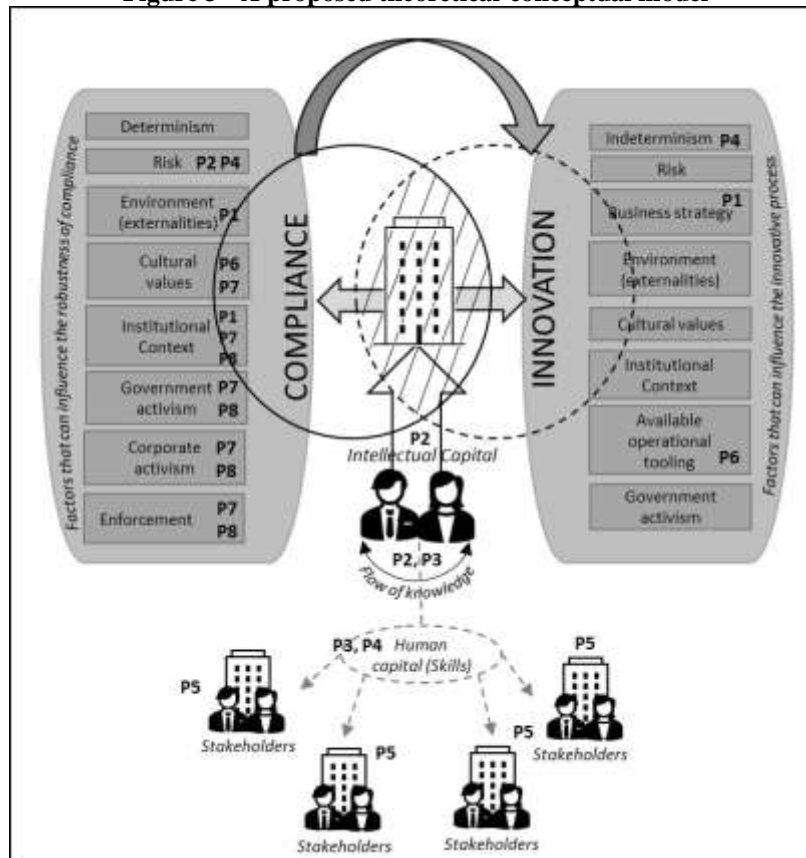 Figure 3 - A proposed theoretical-conceptual model
Factors that can influence the robustness of compliance
Determinism
Risk P2 P4
Environment
(externalities) P1
Cultural P6
values P7
Institutional P1
Context P7
P8
Government P7
activism P8
Corporate P7
activism P8
Enforcement P7
P8
COMPLIANCE
INNOVATION
Indeterminism P4
Risk
P1
Business strategy
Environment
(externalities)
Cultural values
Institutional
Context
Available
operational
tooling P6
Government
activism
Factors that can influence the innovative process
P2
Intellectual Capital
P2, P3
Flow of knowledge
P3, P4 Human
capital (Skills)
P5
Stakeholders
P5
Stakeholders
P5
Stakeholders
P5
Stakeholders